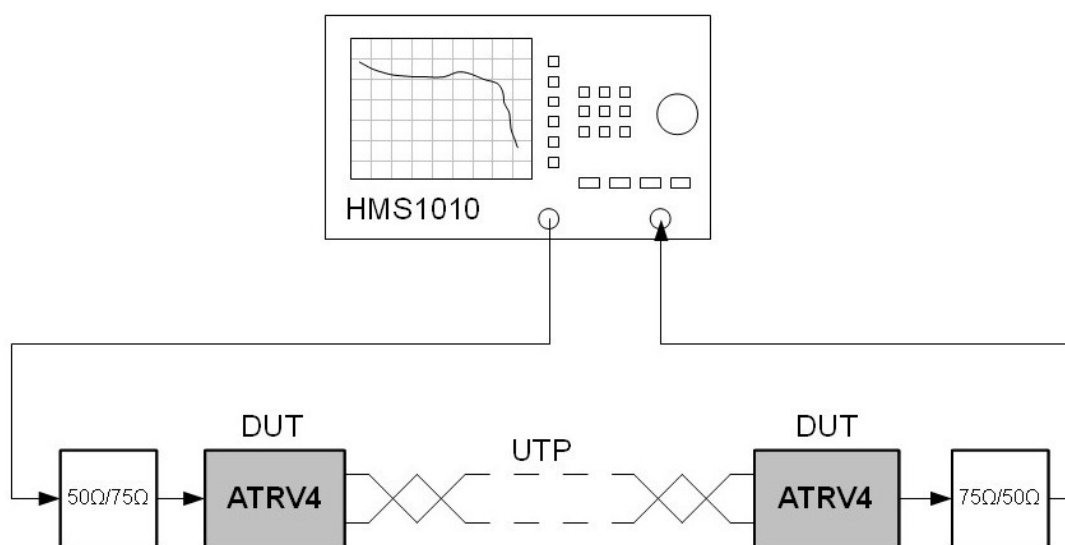 HMS1010
DUT
DUT
UTP
50Ω/75Ω
ATRV4
ATRV4
75Ω/50Ω